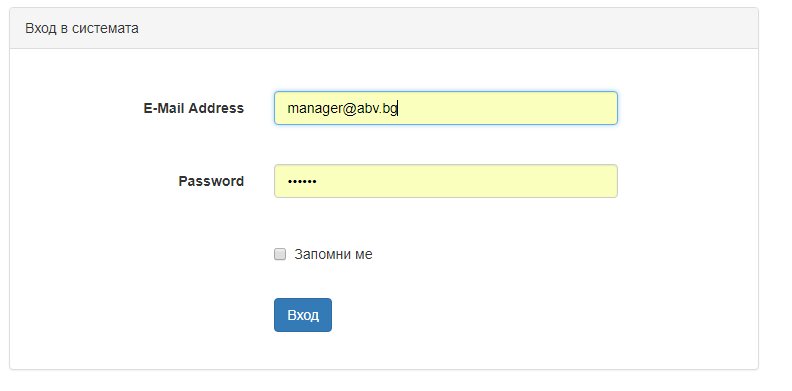 Вход в системата
E-Mail Address
manager@abv.bg
Password
••••••
Запомни ме
Вход